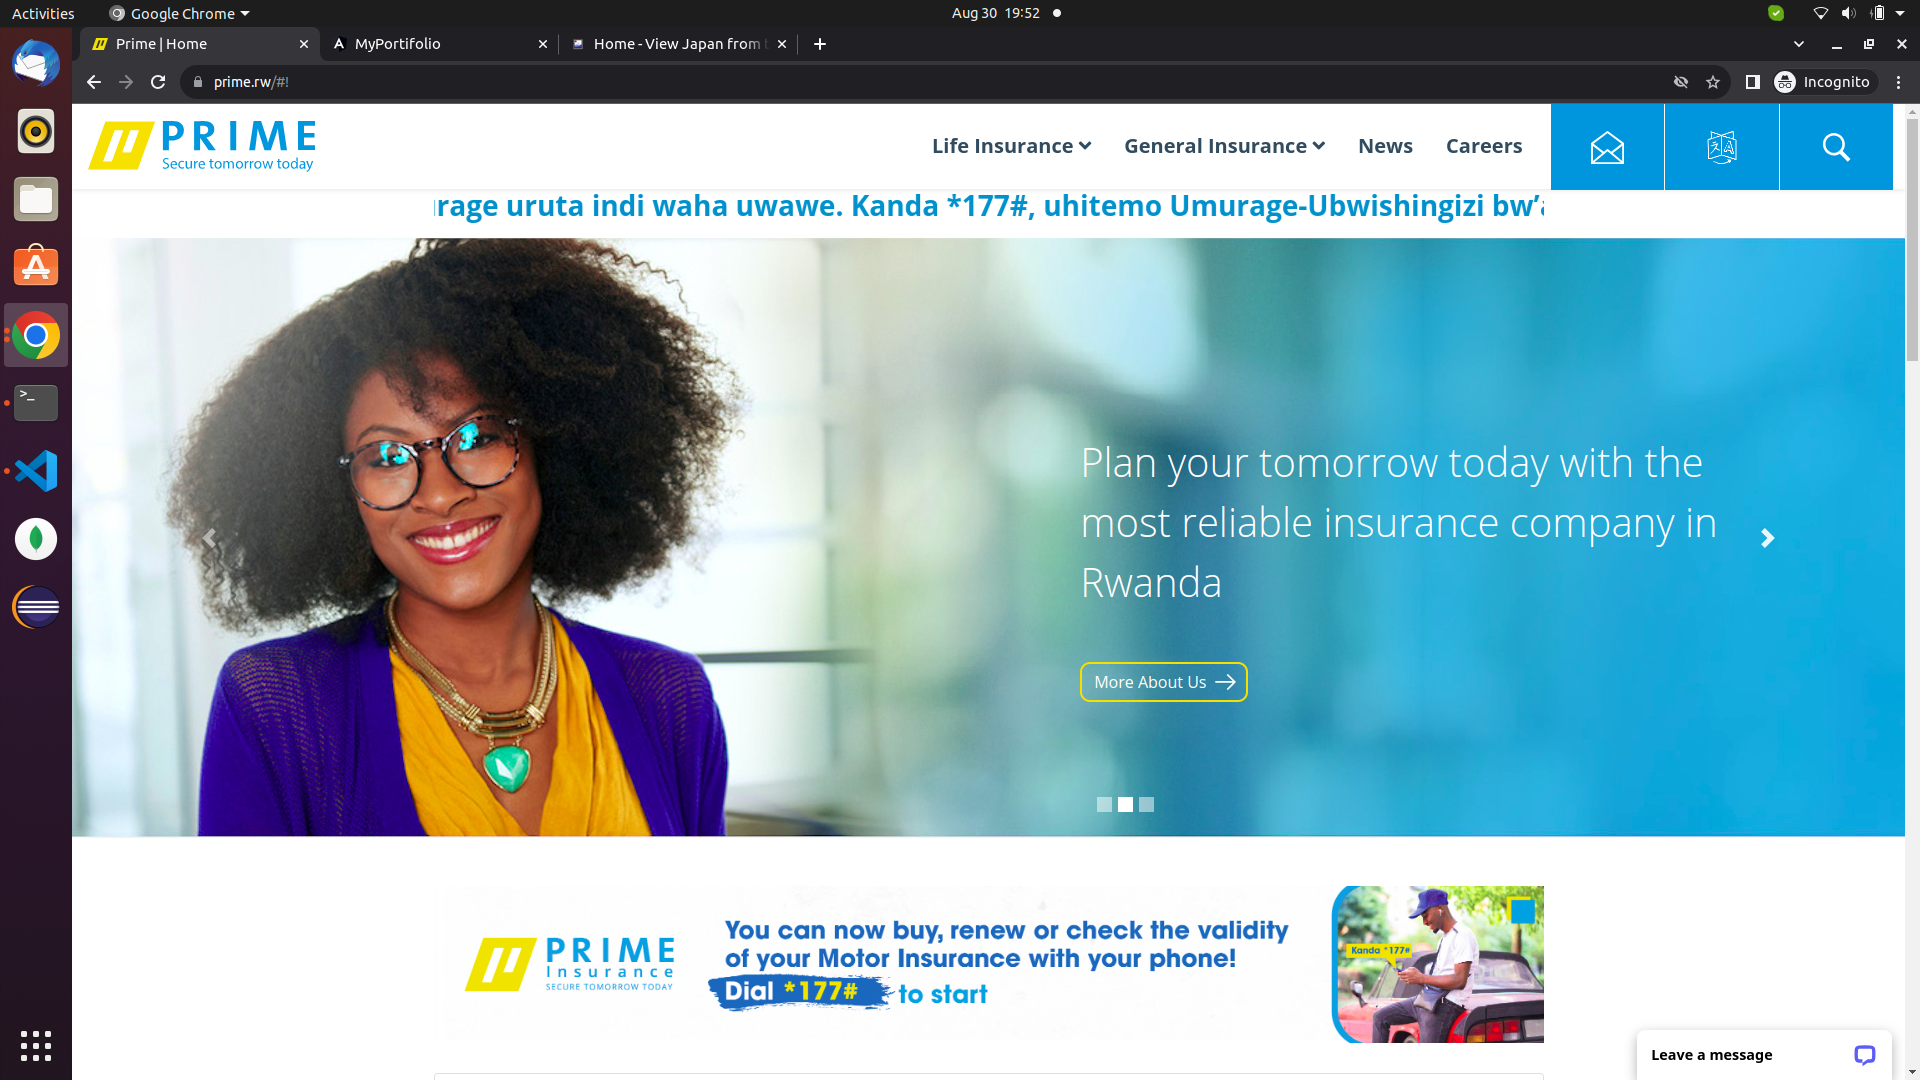 Activities
Google Chrome
Aug 30 19:52
Prime | Home
MyPortifolio
Home - View Japan from
prime.rw/#!
Incognito
PRIME
Secure tomorrow today
Life Insurance
General Insurance
News
Careers
uruta indi waha uwawe. Kanda *177#, uhitemo Umurage-Ubwishingizi
Plan your tomorrow today with the
most reliable insurance company in
Rwanda
More About Us
PRIME
Insurance
SECURE TOMORROW TODAY
You can now buy, renew or check the validity
of your Motor Insurance with your phone!
Dial *177# to start
Kanda *177#
Leave a message